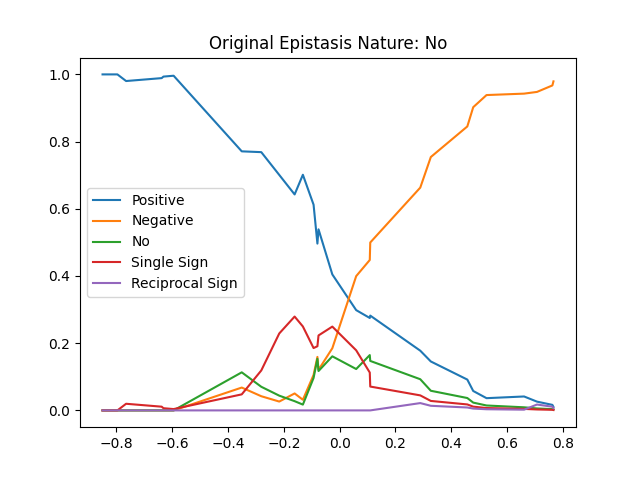 Original Epistasis Nature: No
1.0
0.8
0.6
0.4
0.2
0.0
Positive
Negative
No
Single Sign
Reciprocal Sign
−0.8 −0.6 −0.4 −0.2 0.0 0.2 0.4 0.6 0.8